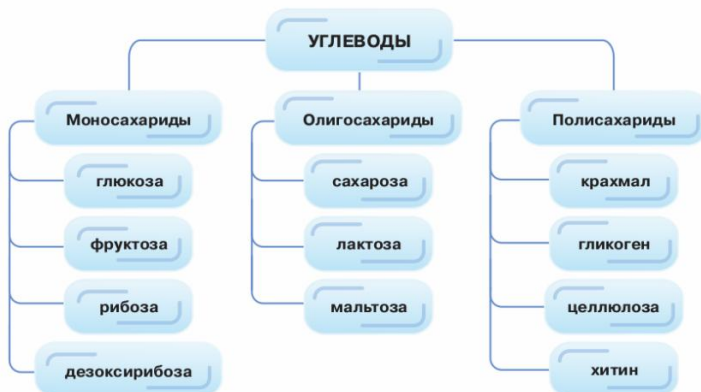 УГЛЕВОДЫ
Моносахариды
глюкоза
фруктоза
рибоза
дезоксирибоза
Олигосахариды
сахароза
лактоза
мальтоза
Полисахариды
крахмал
гликоген
целлюлоза
хитин